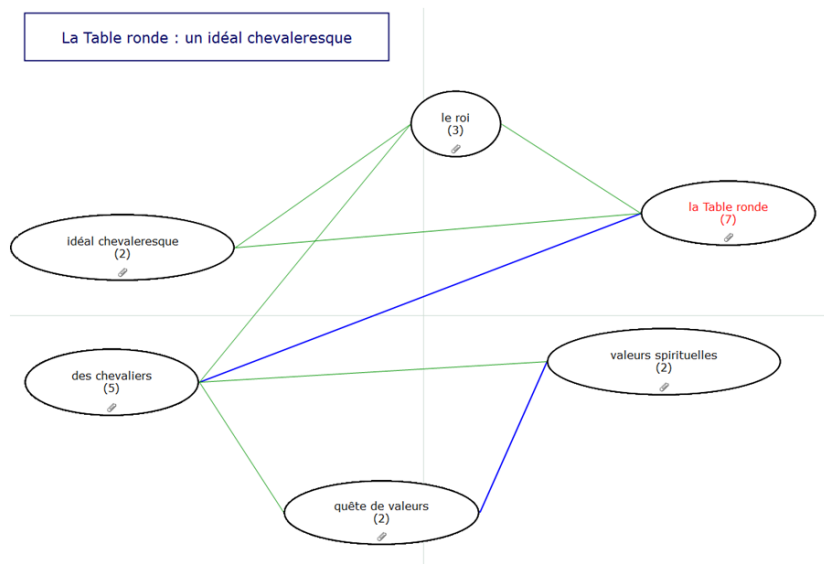 La Table ronde : un idéal chevaleresque
le roi
(3)
la Table ronde
(7)
idéal chevaleresque
(2)
des chevaliers
(5)
valeurs spirituelles
(2)
quête de valeurs
(2)